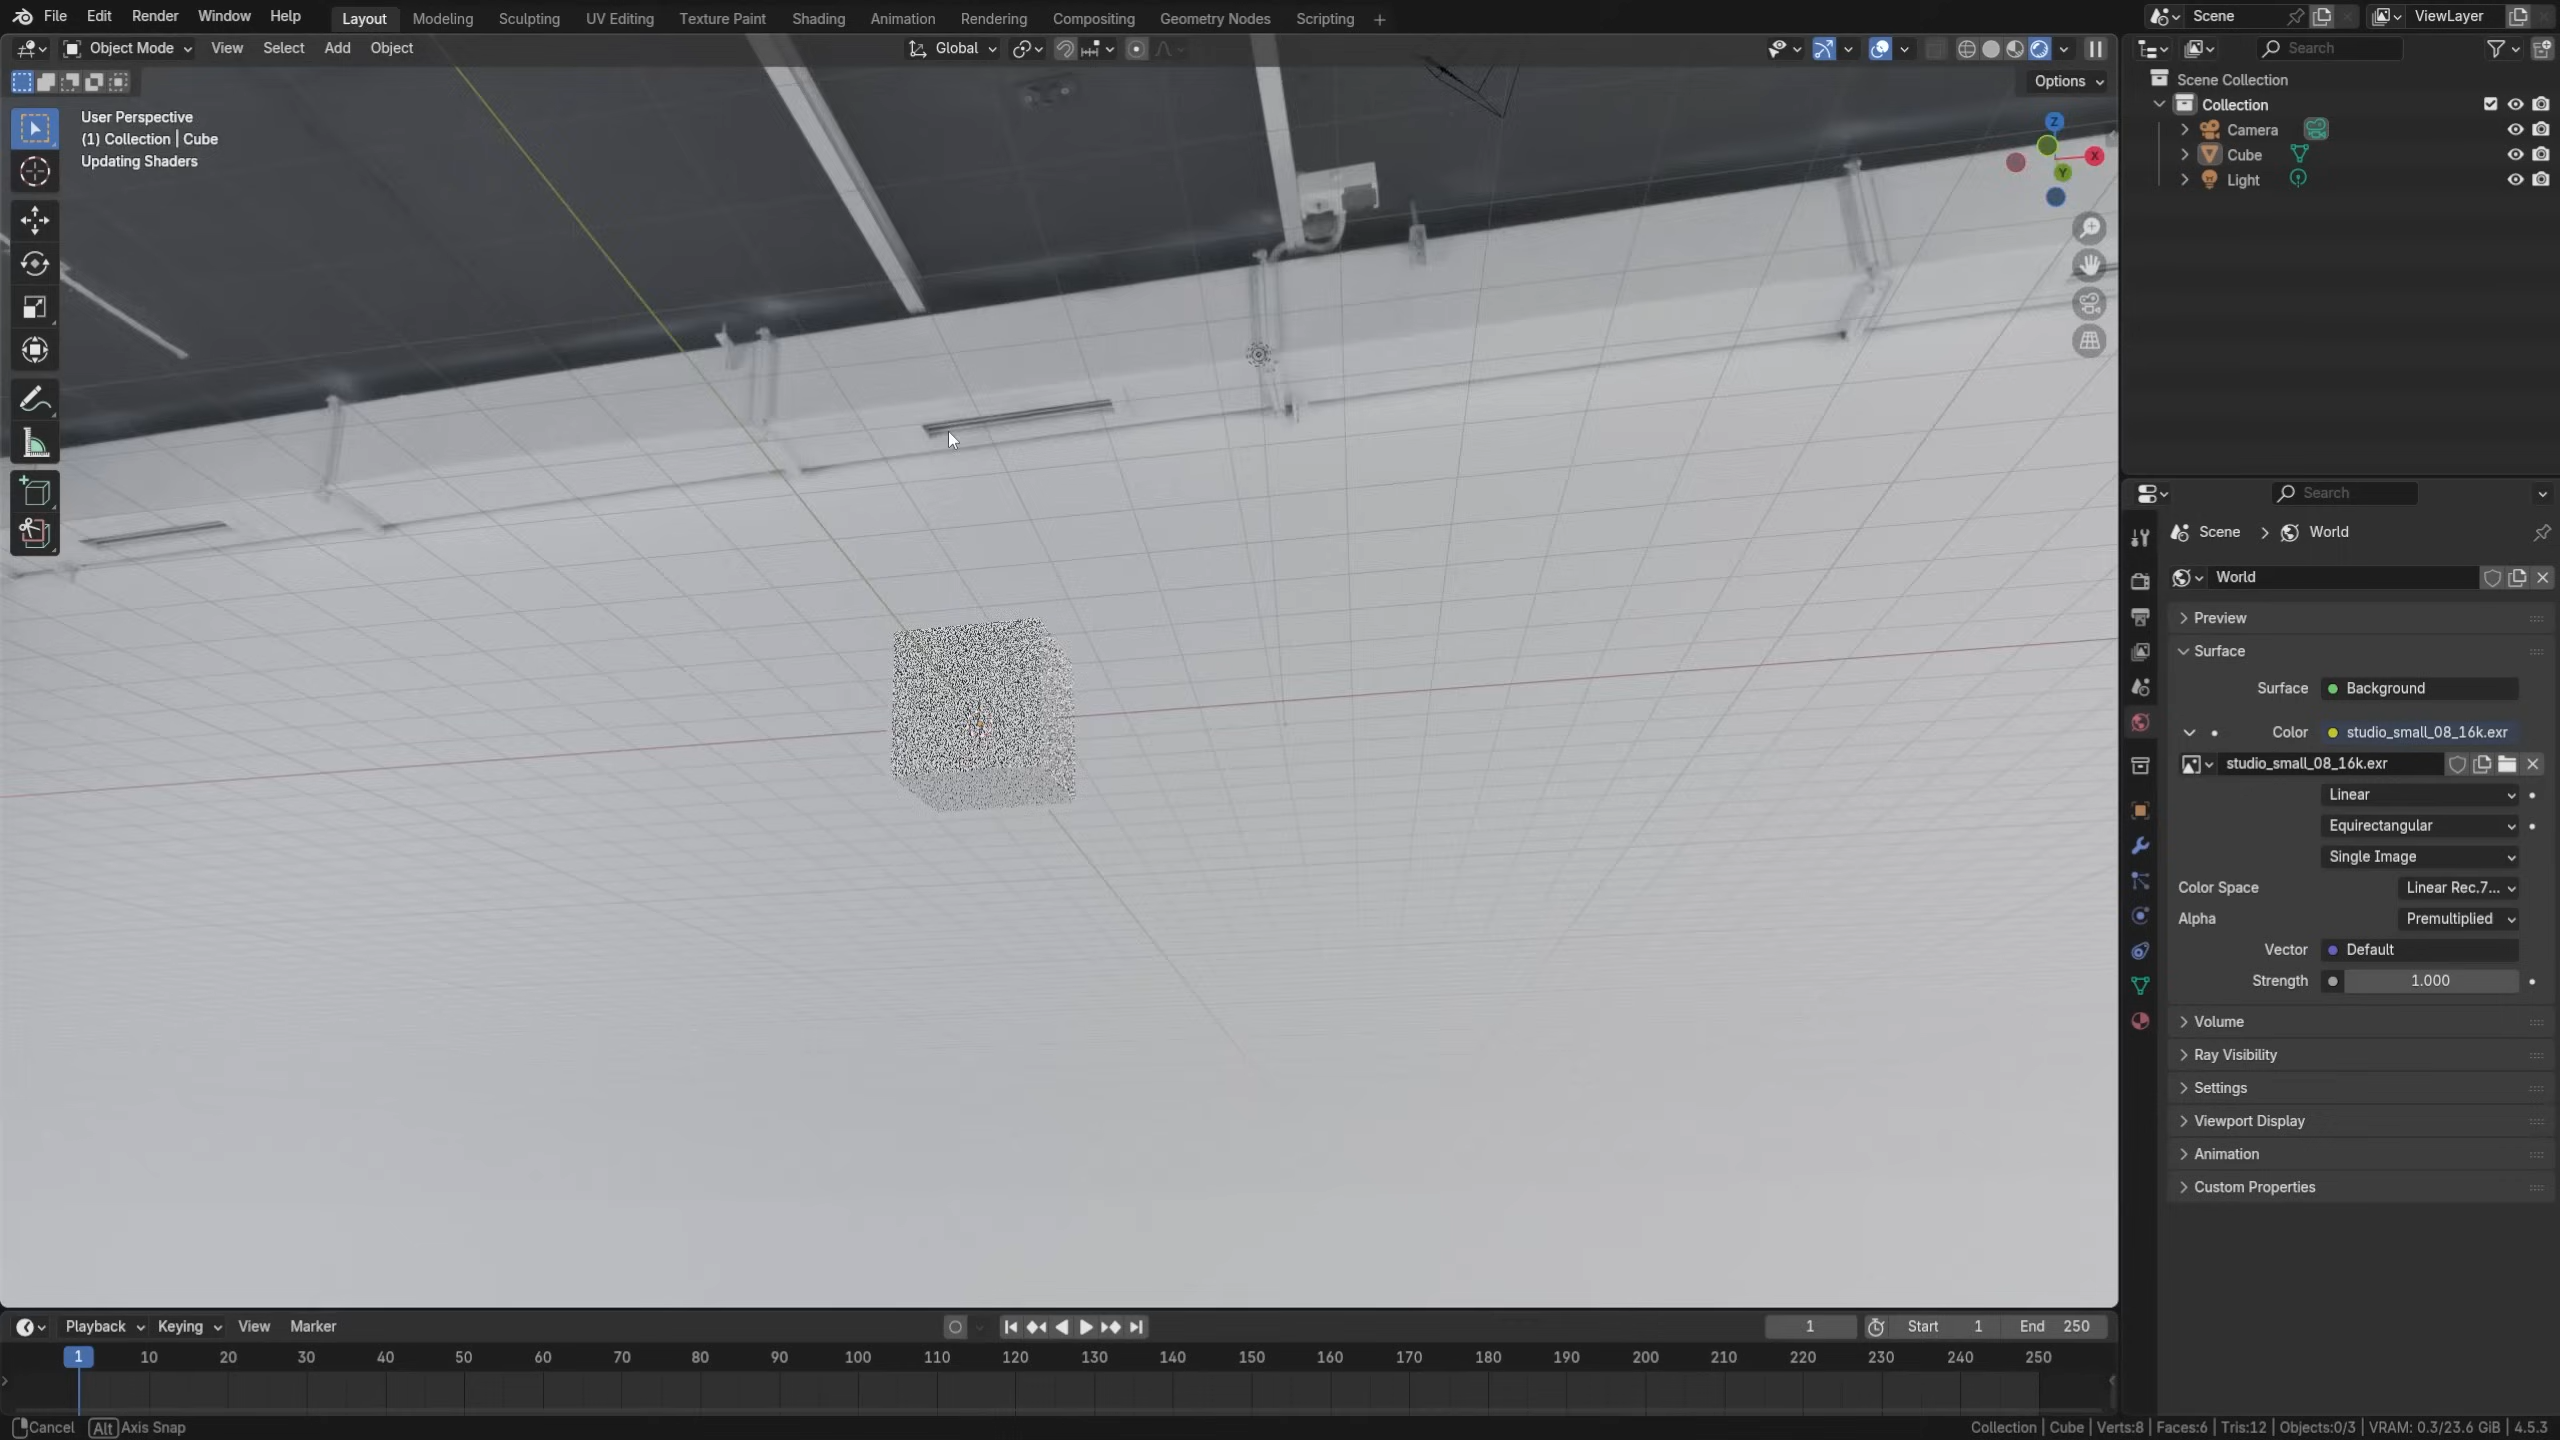 File Edit Render Window Help Layout Modeling Sculpting UV Editing Texture Paint Shading Animation Rendering Compositing Geometry Nodes Scripting + Scene ViewLayer
Object Mode View Select Add Object Global Search
Options
User Perspective
(1) Collection | Cube
Updating Shaders
Z
X
Y
Scene Collection
Collection
Camera
Cube
Light
Search
Scene > World
World
Preview
Surface
Surface Background
Color studio_small_08_16k.exr
studio_small_08_16k.exr
Linear
Equirectangular
Single Image
Color Space Linear Rec.7...
Alpha Premultiplied
Vector Default
Strength 1.000
Volume
Ray Visibility
Settings
Viewport Display
Animation
Custom Properties
Playback Keying View Marker 1 Start 1 End 250
1 10 20 30 40 50 60 70 80 90 100 110 120 130 140 150 160 170 180 190 200 210 220 230 240 250
Cancel Alt Axis Snap Collection | Cube | Verts:8 | Faces:6 | Tris:12 | Objects:0/3 | VRAM: 0.3/23.6 GiB | 4.5.3